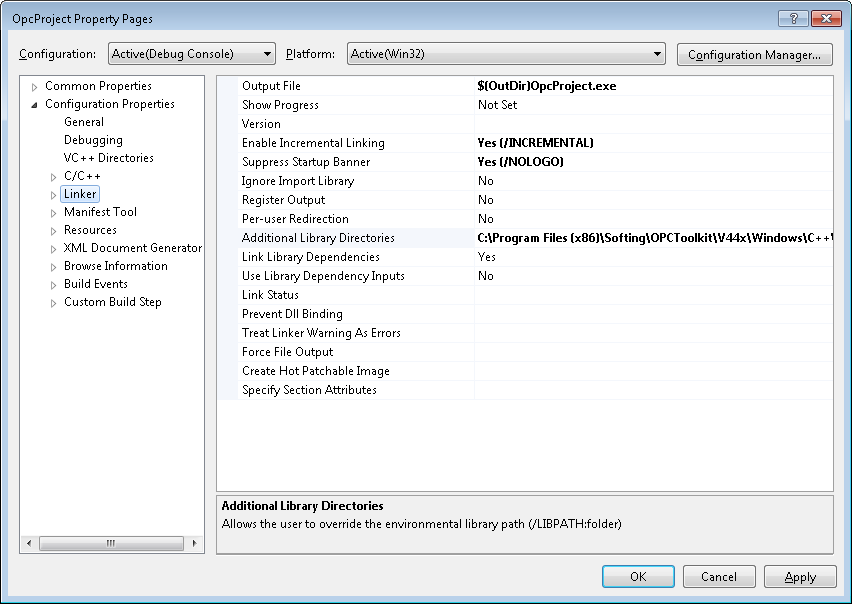 OpcProject Property Pages
Configuration: Active(Debug Console) Platform: Active(Win32) Configuration Manager...
Common Properties
Configuration Properties
General
Debugging
VC++ Directories
C/C++
Linker
Manifest Tool
Resources
XML Document Generator
Browse Information
Build Events
Custom Build Step
Output File $(OutDir)OpcProject.exe
Show Progress Not Set
Version
Enable Incremental Linking Yes (/INCREMENTAL)
Suppress Startup Banner Yes (/NOLOGO)
Ignore Import Library No
Register Output No
Per-user Redirection No
Additional Library Directories C:\Program Files (x86)\Softing\OPCToolkit\V44x\Windows\C++\
Link Library Dependencies Yes
Use Library Dependency Inputs No
Link Status
Prevent Dll Binding
Treat Linker Warning As Errors
Force File Output
Create Hot Patchable Image
Specify Section Attributes
Additional Library Directories
Allows the user to override the environmental library path (/LIBPATH:folder)
OK Cancel Apply